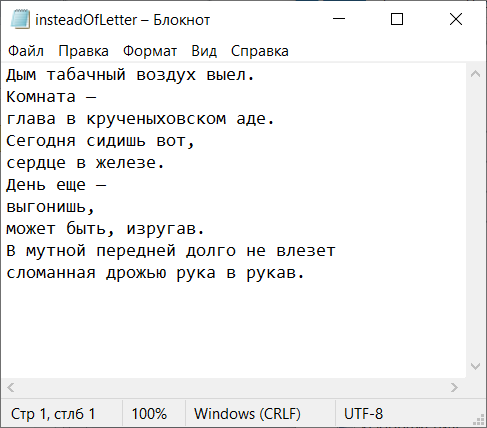 insteadOfLetter – Блокнот
Файл Правка Формат Вид Справка
Дым табачный воздух выел.
Комната —
глава в крученыховском аде.
Сегодня сидишь вот,
сердце в железе.
День еще —
выгонишь,
может быть, изругав.
В мутной передней долго не влезет
сломанная дрожью рука в рукав.
Стр 1, стлб 1 100% Windows (CRLF) UTF-8